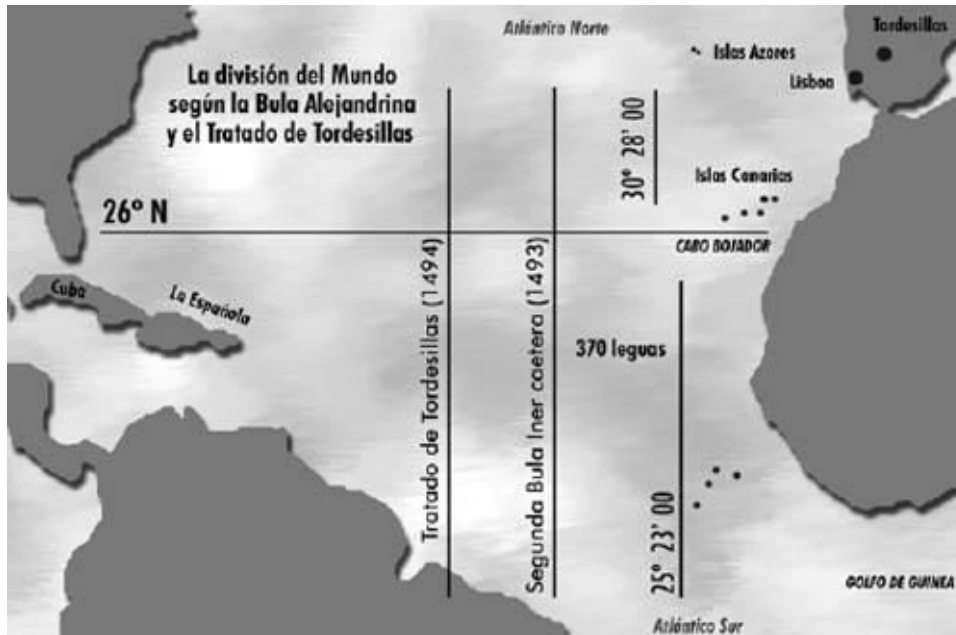 Atlántico Norte
Tordesillas
Islas Azores
Lisboa
La división del Mundo
según la Bula Alejandrina
y el Tratado de Tordesillas
30° 28' 00
Islas Canarias
26° N
CABO BOJADOR
Cuba
La Española
Tratado de Tordesillas (1494)
Segunda Bula Iner caetera (1493)
370 leguas
25° 23' 00
GOLFO DE GUINEA
Atlántico Sur